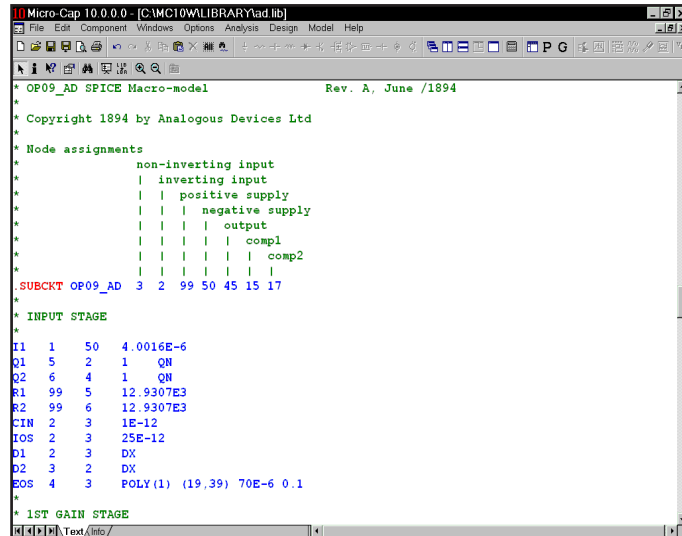 Micro-Cap 10.0.0.0 - [C:\MC10W\LIBRARY\ad.lib]
File Edit Component Windows Options Analysis Design Model Help
P G
* OP09_AD SPICE Macro-model Rev. A, June /1894
*
* Copyright 1894 by Analogous Devices Ltd
*
* Node assignments
* non-inverting input
* | inverting input
* | | positive supply
* | | | negative supply
* | | | | output
* | | | | | comp1
* | | | | | | comp2
* | | | | | | |
.SUBCKT OP09_AD 3 2 99 50 45 15 17
*
* INPUT STAGE
*
I1 1 50 4.0016E-6
Q1 5 2 1 QN
Q2 6 4 1 QN
R1 99 5 12.9307E3
R2 99 6 12.9307E3
CIN 2 3 1E-12
IOS 2 3 25E-12
D1 2 3 DX
D2 3 2 DX
EOS 4 3 POLY(1) (19,39) 70E-6 0.1
*
* 1ST GAIN STAGE
Text Info